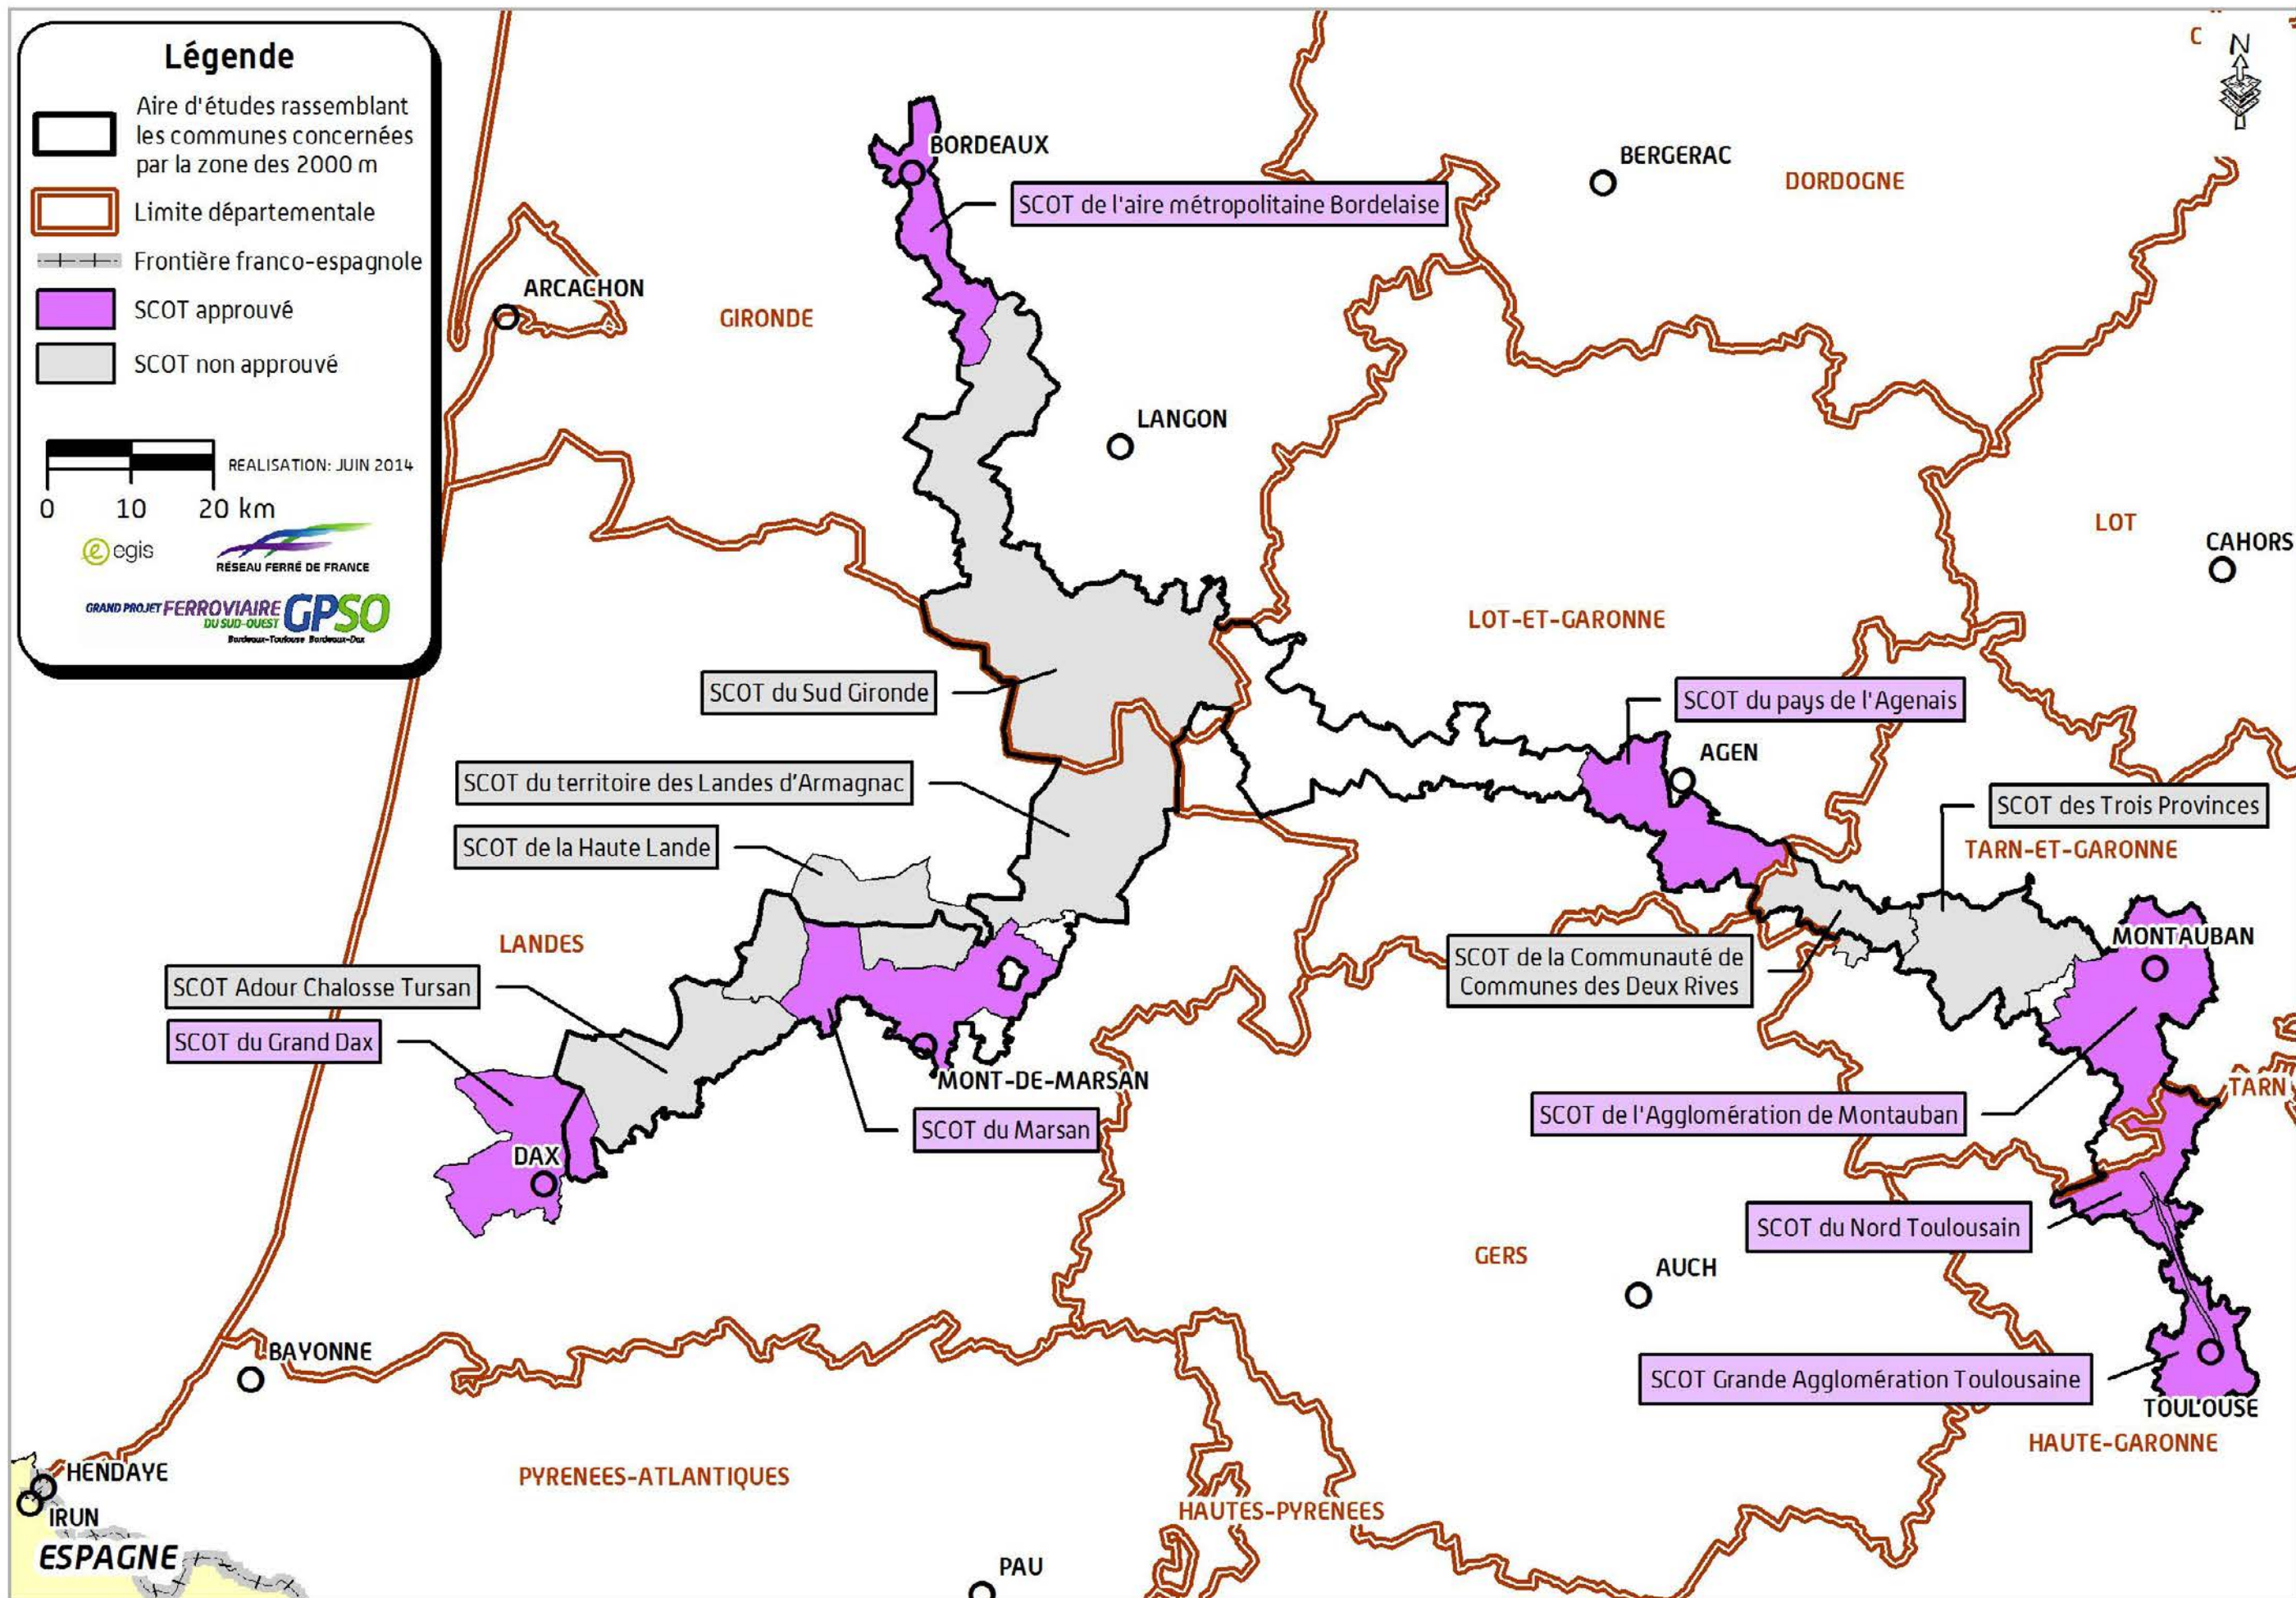 Légende
Aire d'études rassemblant
les communes concernées
par la zone des 2000 m
Limite départementale
Frontière franco-espagnole
SCOT approuvé
SCOT non approuvé
REALISATION: JUIN 2014
0 10 20 km
egis
RÉSEAU FERRÉ DE FRANCE
GRAND PROJET FERROVIAIRE
DU SUD-OUEST
GPSO
Bordeaux-Toulouse Bordeaux-Dax
C
N
BORDEAUX
BERGERAC
DORDOGNE
SCOT de l'aire métropolitaine Bordelaise
ARCACHON
GIRONDE
LANGON
LOT
CAHORS
LOT-ET-GARONNE
SCOT du Sud Gironde
SCOT du pays de l'Agenais
AGEN
SCOT du territoire des Landes d'Armagnac
SCOT des Trois Provinces
SCOT de la Haute Lande
TARN-ET-GARONNE
LANDES
MONTAUBAN
SCOT de la Communauté de
Communes des Deux Rives
SCOT Adour Chalosse Tursan
SCOT du Grand Dax
MONT-DE-MARSAN
TARN
SCOT du Marsan
SCOT de l'Agglomération de Montauban
DAX
SCOT du Nord Toulousain
GERS
AUCH
BAYONNE
SCOT Grande Agglomération Toulousaine
TOULOUSE
HAUTE-GARONNE
HENDAYE
PYRENEES-ATLANTIQUES
IRUN
HAUTES-PYRENEES
ESPAGNE
PAU